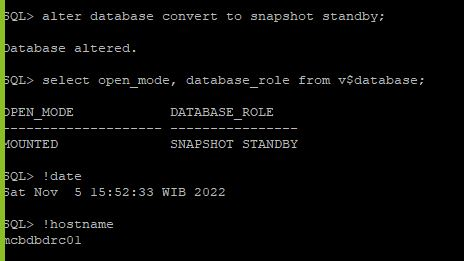 SQL> alter database convert to snapshot standby;
Database altered.
SQL> select open_mode, database_role from v$database;
OPEN_MODE            DATABASE_ROLE
-------------------- ----------------
MOUNTED              SNAPSHOT STANDBY
SQL> !date
Sat Nov  5 15:52:33 WIB 2022
SQL> !hostname
mcbdbdrc01